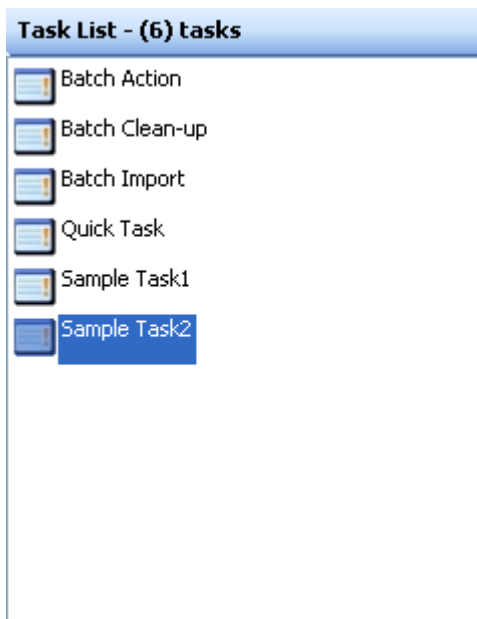 Task List - (6) tasks
Batch Action
Batch Clean-up
Batch Import
Quick Task
Sample Task1
Sample Task2